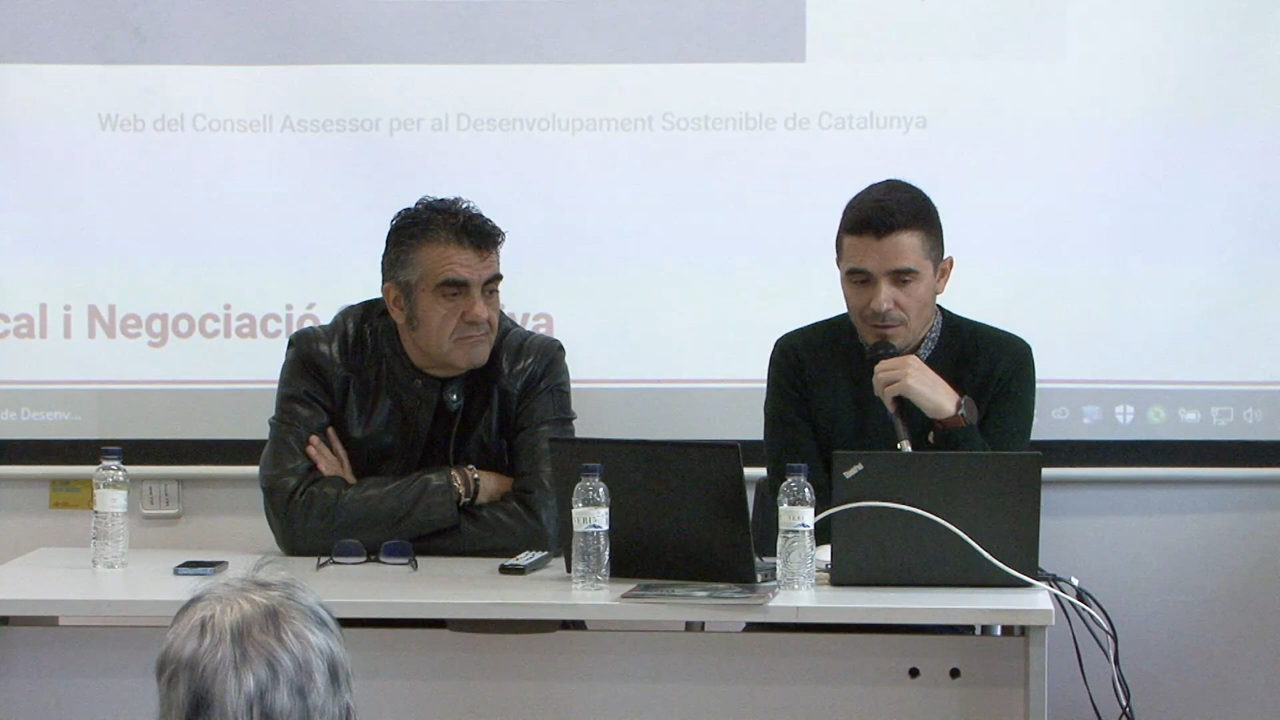 Web del Consell Assessor per al Desenvolupament Sostenible de Catalunya
cal i Negociació
de Desenv...
ThinkPad